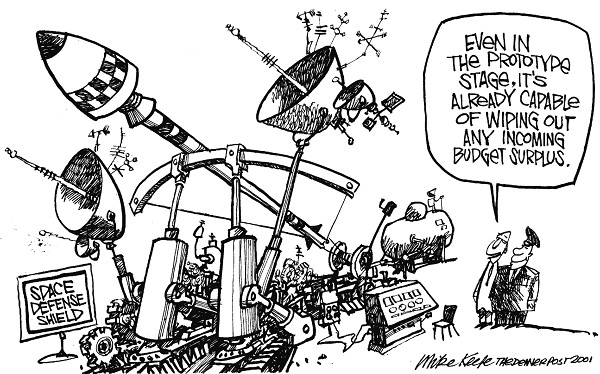 EVEN IN
THE PROTOTYPE
STAGE, IT'S
ALREADY CAPABLE
OF WIPING OUT
ANY INCOMING
BUDGET SURPLUS.
SPACE
DEFENSE
SHIELD
MIKE KEEFE THE DENVER POST 2001